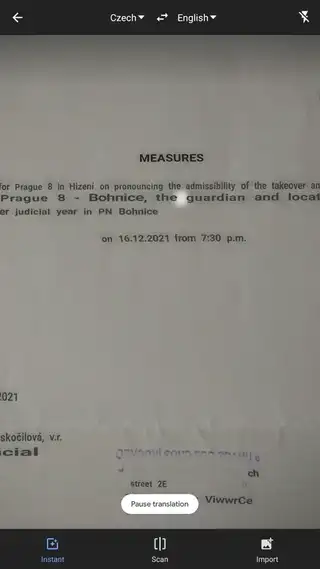 Czech
English
MEASURES
for Prague 8 in Hizeni on pronouncing the admissibility of the takeover an
Prague 8 - Bohnice, the guardian and locat
er judicial year in PN Bohnice
on 16.12.2021 from 7:30 p.m.
2021
skočilová, v.r.
cial
ch
street 2E
ViwwrCe
Pause translation
Instant
Scan
Import